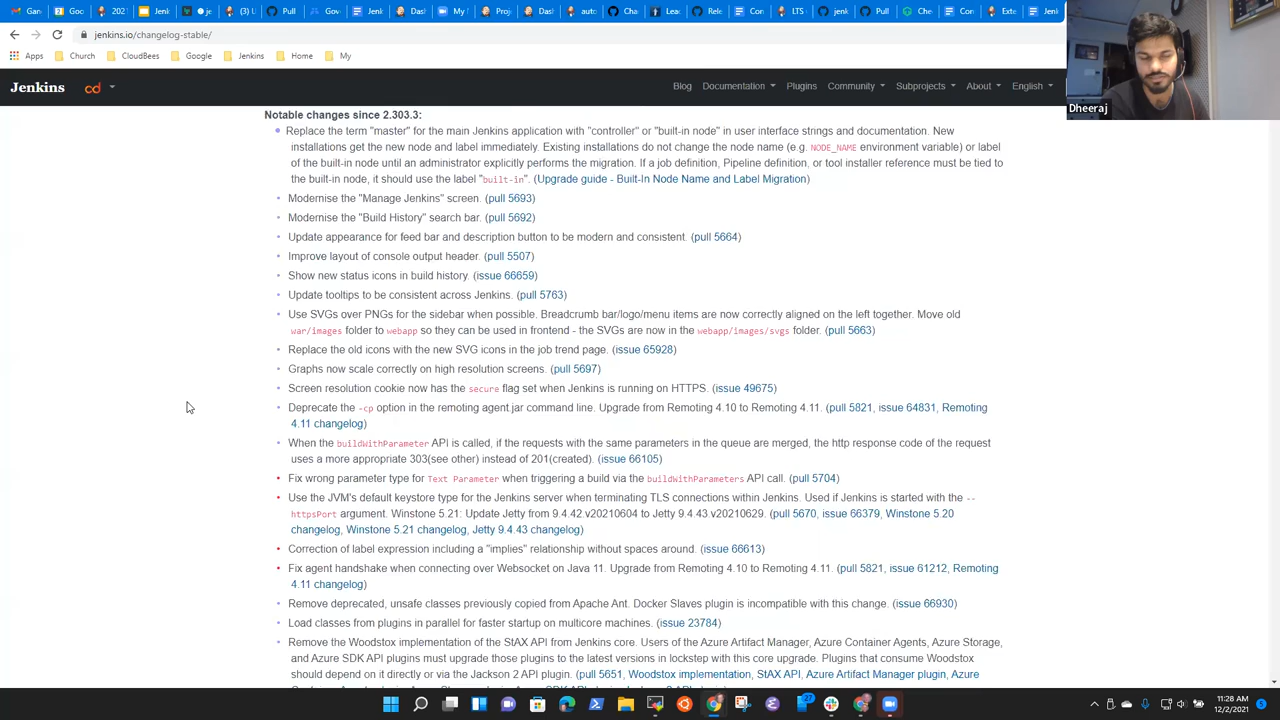 Gm
202
Jenk
je
(3) L
Pull
C
Jen
Dash
My
Proje
Dash
auto
Cha
Lead
Res
Con
LTS
jenk
Pull
Che
Con
Exte
Jenk
jenkins.io/changelog-stable/
Apps Church CloudBees Google Jenkins Home My
Jenkins cd Blog Documentation Plugins Community Subprojects About English
Dheeraj
Notable changes since 2.303.3:
Replace the term "master" for the main Jenkins application with "controller" or "built-in node" in user interface strings and documentation. New
installations get the new node and label immediately. Existing installations do not change the node name (e.g. NODE_NAME environment variable) or label
of the built-in node until an administrator explicitly performs the migration. If a job definition, Pipeline definition, or tool installer reference must be tied to
the built-in node, it should use the label "built-in". (Upgrade guide - Built-In Node Name and Label Migration)
Modernise the "Manage Jenkins" screen. (pull 5693)
Modernise the "Build History" search bar. (pull 5692)
Update appearance for feed bar and description button to be modern and consistent. (pull 5664)
Improve layout of console output header. (pull 5507)
Show new status icons in build history. (issue 66659)
Update tooltips to be consistent across Jenkins. (pull 5763)
Use SVGs over PNGs for the sidebar when possible. Breadcrumb bar/logo/menu items are now correctly aligned on the left together. Move old
war/images folder to webapp so they can be used in frontend - the SVGs are now in the webapp/images/svgs folder. (pull 5663)
Replace the old icons with the new SVG icons in the job trend page. (issue 65928)
Graphs now scale correctly on high resolution screens. (pull 5697)
Screen resolution cookie now has the secure flag set when Jenkins is running on HTTPS. (issue 49675)
Deprecate the -cp option in the remoting agent jar command line. Upgrade from Remoting 4.10 to Remoting 4.11. (pull 5821, issue 64831, Remoting
4.11 changelog)
When the buildWithParameter API is called, if the requests with the same parameters in the queue are merged, the http response code of the request
uses a more appropriate 303(see other) instead of 201(created). (issue 66105)
Fix wrong parameter type for Text Parameter when triggering a build via the buildWithParameters API call. (pull 5704)
Use the JVM's default keystore type for the Jenkins server when terminating TLS connections within Jenkins. Used if Jenkins is started with the --
httpsPort argument. Winstone 5.21: Update Jetty from 9.4.42.v20210604 to Jetty 9.4.43.v20210629. (pull 5670, issue 66379, Winstone 5.20
changelog, Winstone 5.21 changelog, Jetty 9.4.43 changelog)
Correction of label expression including a "implies" relationship without spaces around. (issue 66613)
Fix agent handshake when connecting over Websocket on Java 11. Upgrade from Remoting 4.10 to Remoting 4.11. (pull 5821, issue 61212, Remoting
4.11 changelog)
Remove deprecated, unsafe classes previously copied from Apache Ant. Docker Slaves plugin is incompatible with this change. (issue 66930)
Load classes from plugins in parallel for faster startup on multicore machines. (issue 23784)
Remove the Woodstox implementation of the StAX API from Jenkins core. Users of the Azure Artifact Manager, Azure Container Agents, Azure Storage,
and Azure SDK API plugins must upgrade those plugins to the latest versions in lockstep with this core upgrade. Plugins that consume Woodstox
should depend on it directly or via the Jackson 2 API plugin. (pull 5651, Woodstox implementation, StAX API, Azure Artifact Manager plugin, Azure
27
11:28 AM
12/2/2021